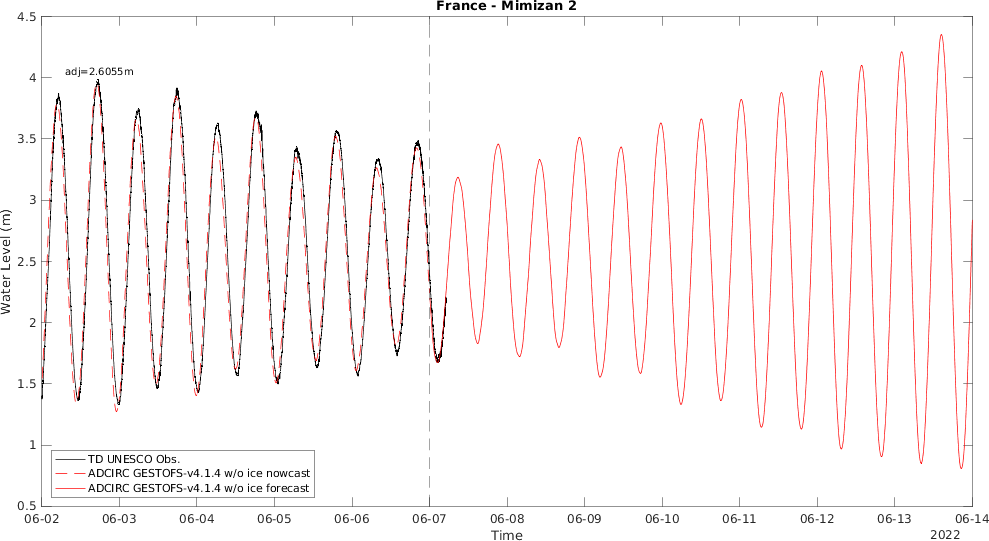 France - Mimizan 2
adj=2.6055m
4.5
4
3.5
3
2.5
2
1.5
1
0.5
Water Level (m)
TD UNESCO Obs.
ADCIRC GESTOFS-v4.1.4 w/o ice nowcast
ADCIRC GESTOFS-v4.1.4 w/o ice forecast
06-02 06-03 06-04 06-05 06-06 06-07 06-08 06-09 06-10 06-11 06-12 06-13 06-14
Time
2022